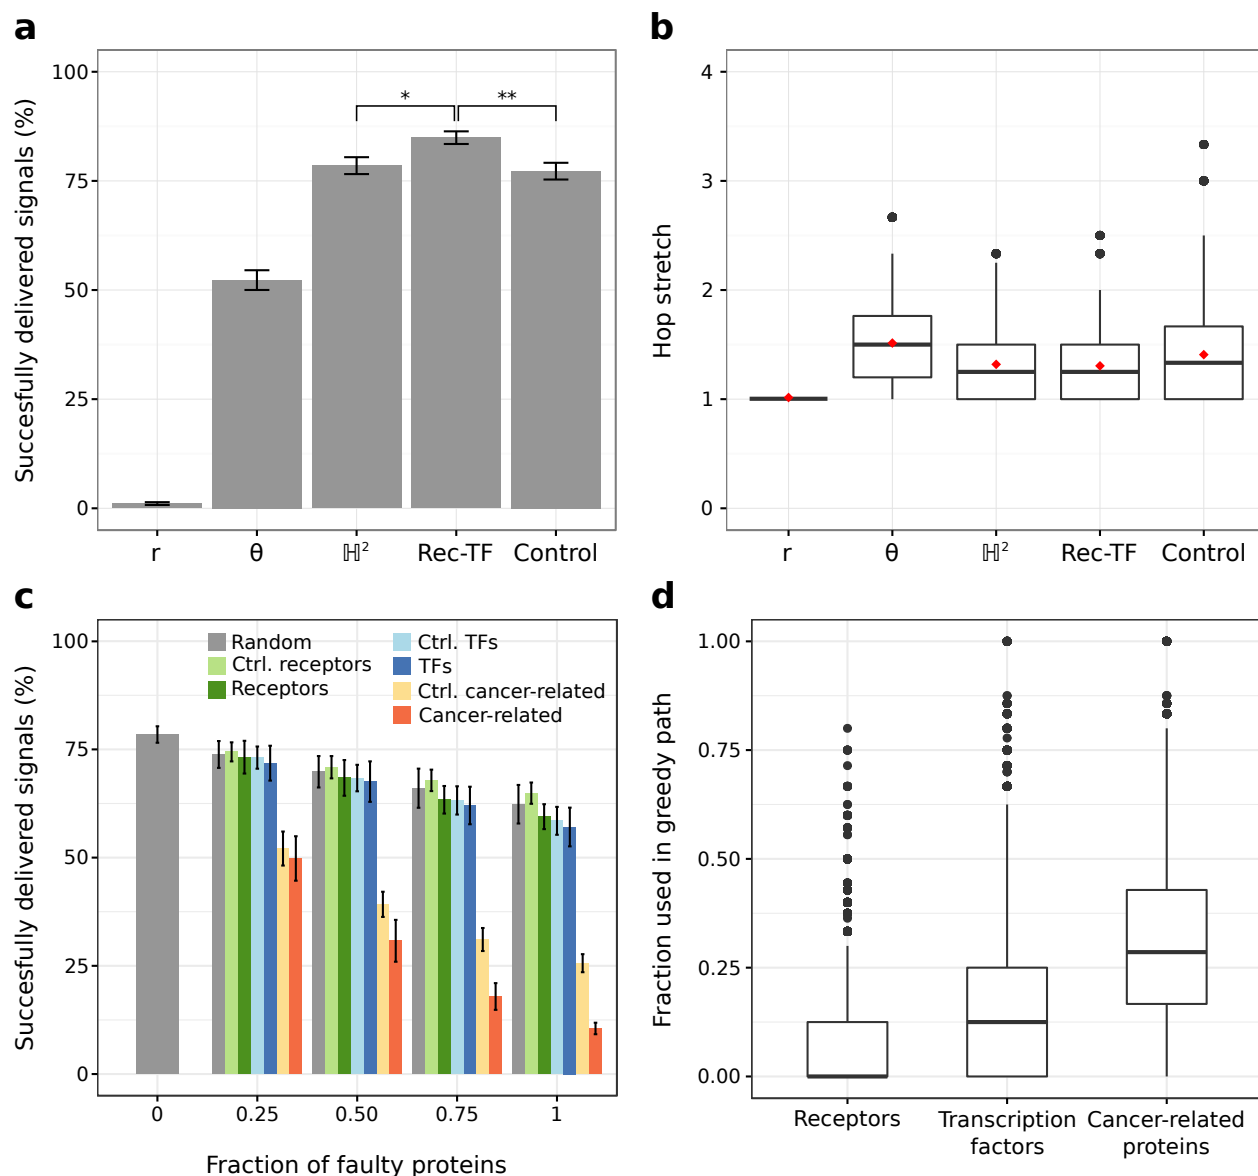 a
Succesfully delivered signals (%)
100
75
50
25
0
*
**
r
θ
ℍ²
Rec-TF
Control
b
Hop stretch
4
3
2
1
0
r
θ
ℍ²
Rec-TF
Control
c
Succesfully delivered signals (%)
100
75
50
25
0
Random
Ctrl. receptors
Receptors
Ctrl. TFs
TFs
Ctrl. cancer-related
Cancer-related
0
0.25
0.50
0.75
1
Fraction of faulty proteins
d
Fraction used in greedy path
1.00
0.75
0.50
0.25
0.00
Receptors
Transcription
factors
Cancer-related
proteins